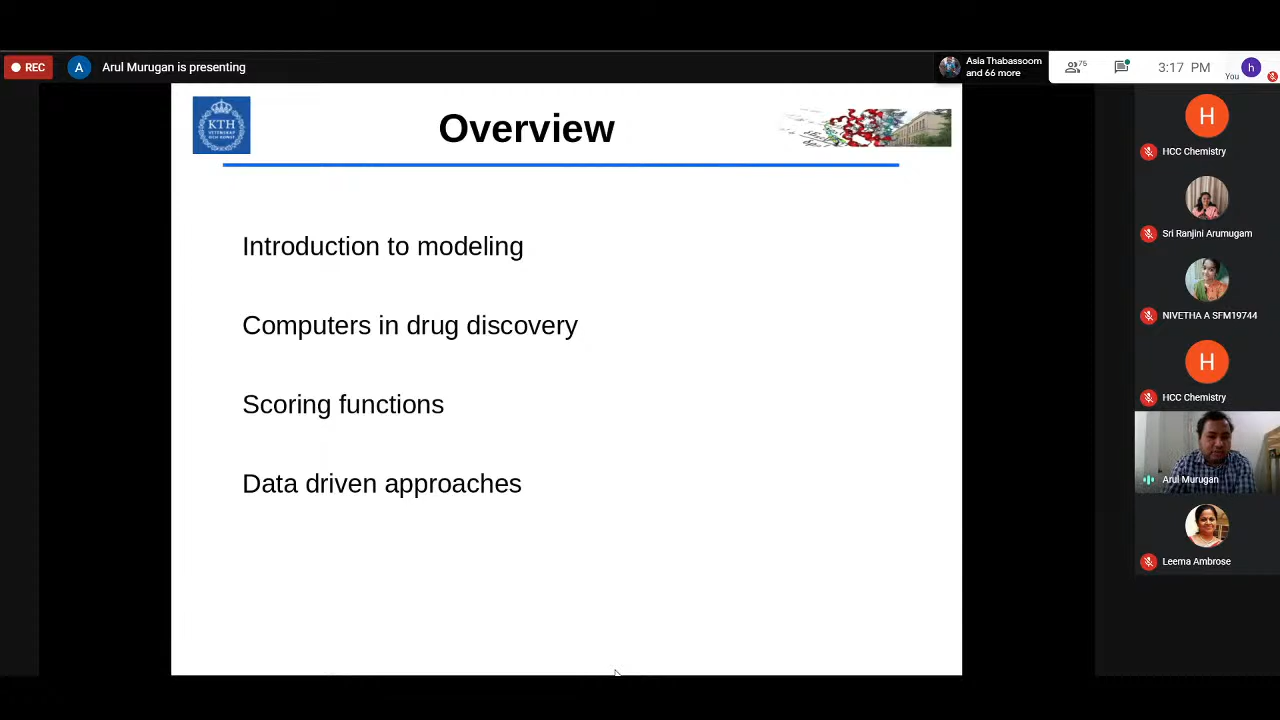 REC
A
Arul Murugan is presenting
Asia Thabassoom
and 66 more
75
3:17 PM
You
h
KTH
Overview
Introduction to modeling
Computers in drug discovery
Scoring functions
Data driven approaches
H
HCC Chemistry
Sri Ranjini Arumugam
NIVETHA A SFM19744
H
HCC Chemistry
Arul Murugan
Leema Ambrose